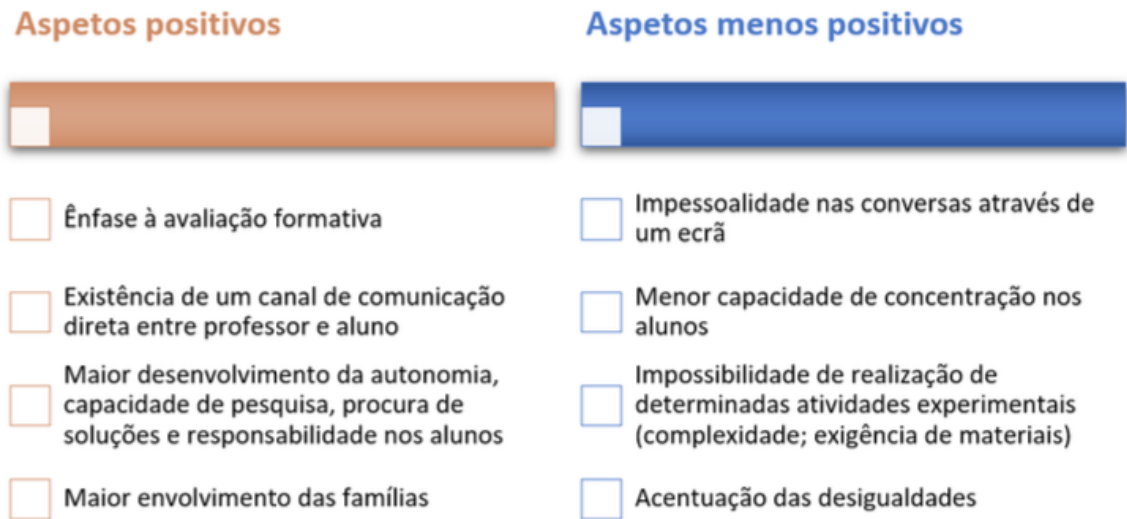 Aspetos positivos
Ênfase à avaliação formativa
Existência de um canal de comunicação
direta entre professor e aluno
Maior desenvolvimento da autonomia,
capacidade de pesquisa, procura de
soluções e responsabilidade nos alunos
Maior envolvimento das famílias
Aspetos menos positivos
Impessoalidade nas conversas através de
um ecrã
Menor capacidade de concentração nos
alunos
Impossibilidade de realização de
determinadas atividades experimentais
(complexidade; exigência de materiais)
Acentuação das desigualdades